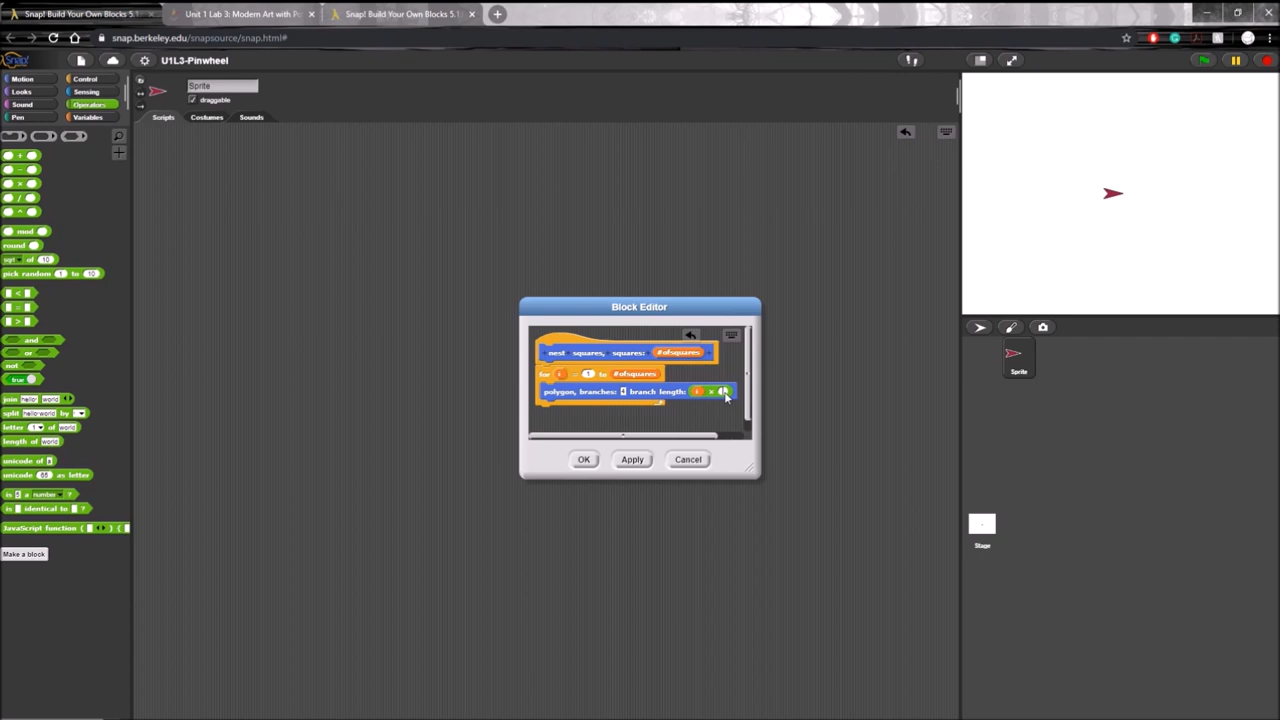 Snap! Build Your Own Blocks 5.1
Unit 1 Lab 3: Modern Art with Po
Snap! Build Your Own Blocks 5.1
snap.berkeley.edu/snapsource/snap.html#
Snap!
U1L3-Pinwheel
Motion
Control
Looks
Sensing
Sound
Operators
Pen
Variables
Sprite
draggable
Scripts
Costumes
Sounds
+
−
×
/
^
mod
round
sqrt of 10
pick random 1 to 10
<
=
>
and
or
not
true
join hello world
split hello world by
letter 1 of world
length of world
unicode of a
unicode 65 as letter
is 5 a number ?
is identical to ?
JavaScript function ( ) {
Make a block
Block Editor
nest squares, squares: #ofsquares
for i = 1 to #ofsquares
polygon, branches: 4 branch length: i ×
OK
Apply
Cancel
Sprite
Stage